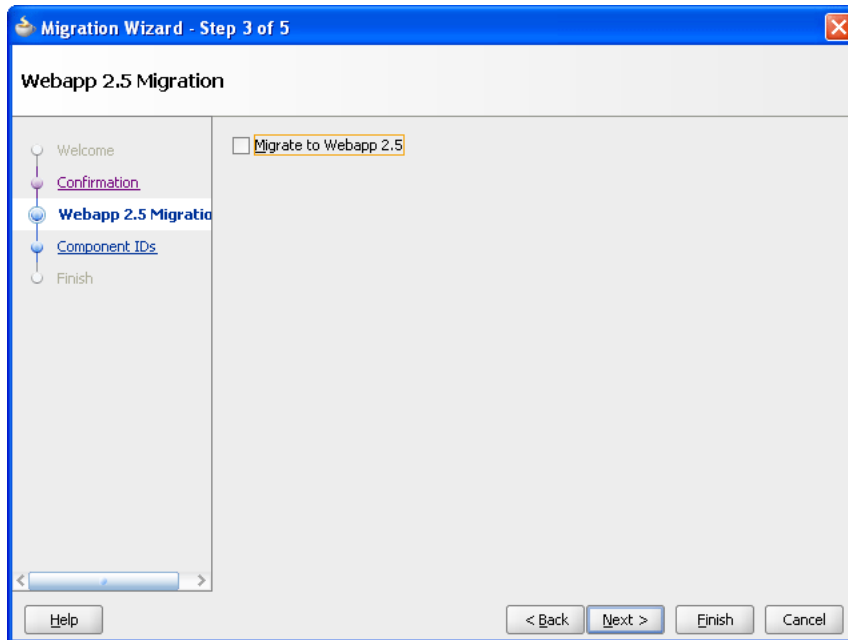 Migration Wizard - Step 3 of 5
Webapp 2.5 Migration
Welcome
Confirmation
Webapp 2.5 Migratio
Component IDs
Finish
Migrate to Webapp 2.5
Help
< Back
Next >
Finish
Cancel